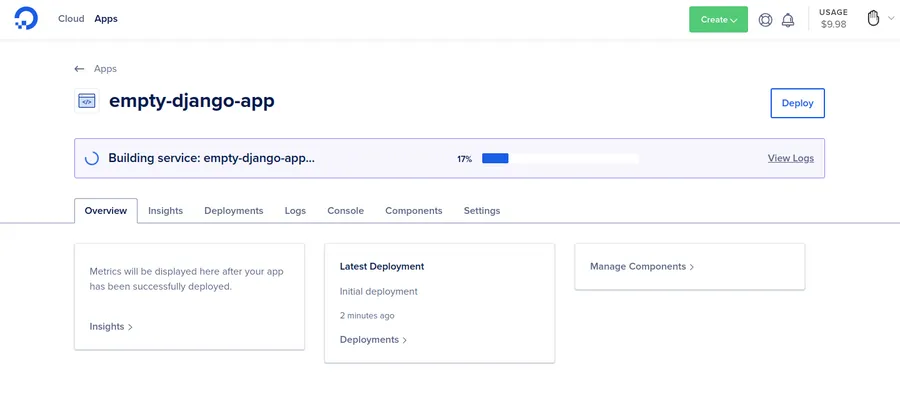 Cloud Apps Create USAGE
$9.98
Apps
empty-django-app
Deploy
Building service: empty-django-app... 17% View Logs
Overview Insights Deployments Logs Console Components Settings
Metrics will be displayed here after your app
has been successfully deployed.
Insights
Latest Deployment
Initial deployment
2 minutes ago
Deployments
Manage Components